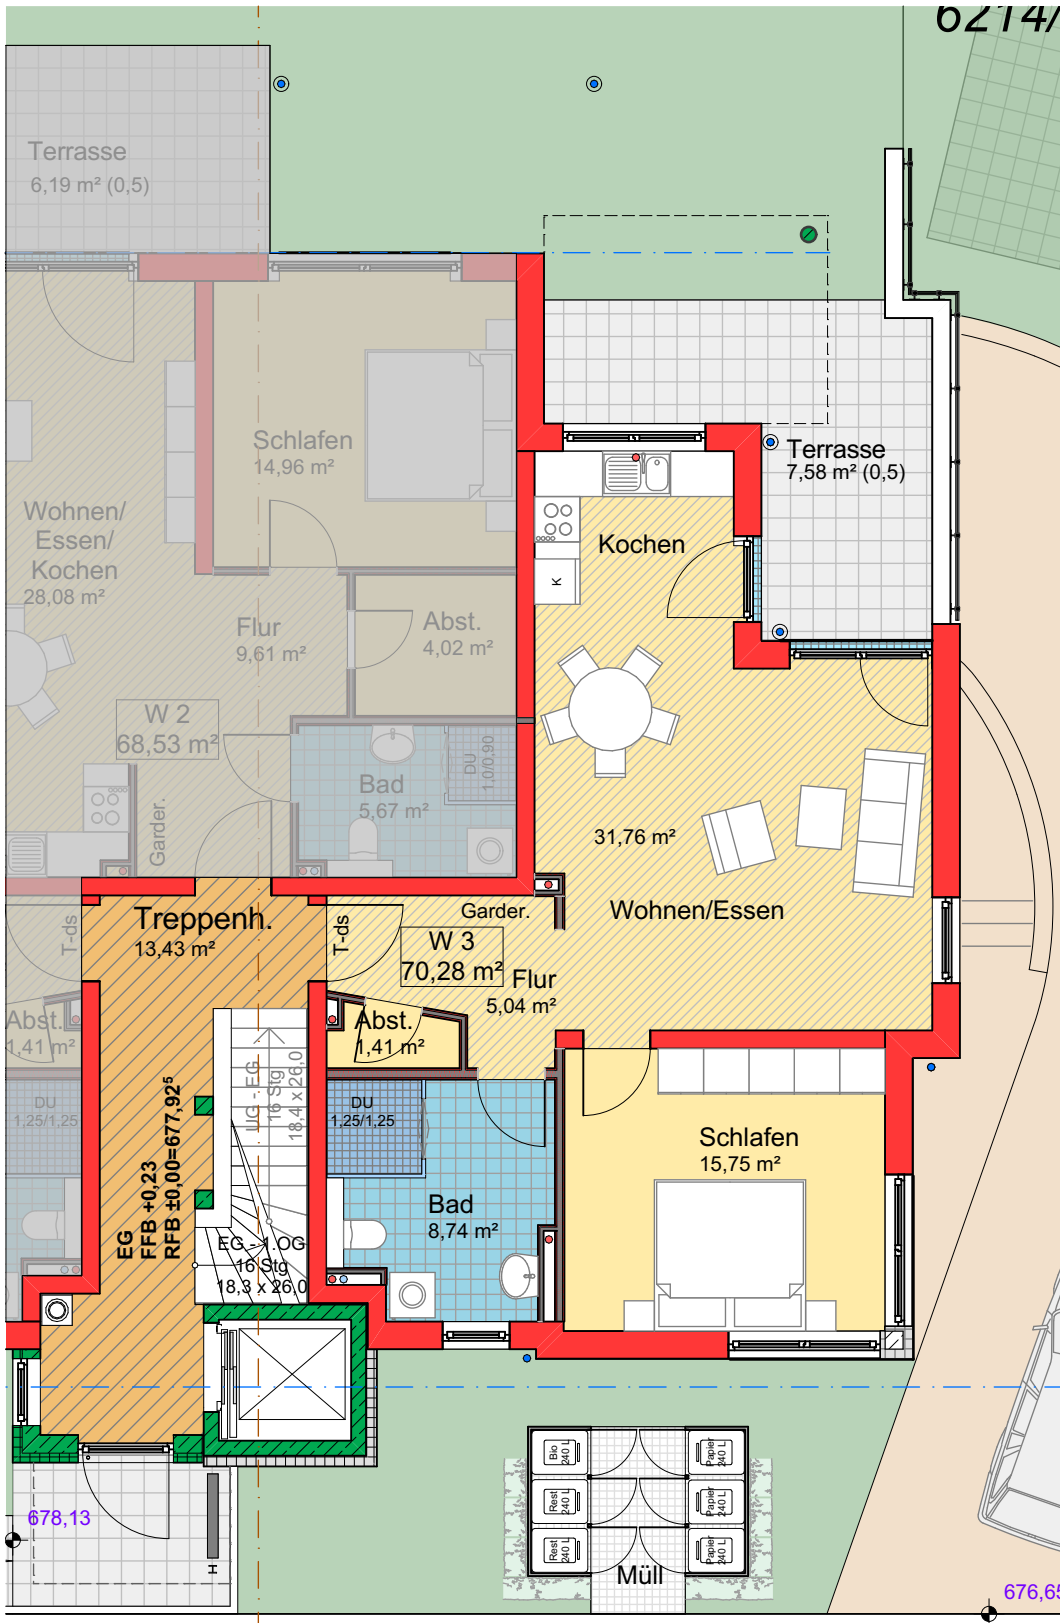 6214/
Terrasse
6,19 m² (0,5)
Schlafen
14,96 m²
Terrasse
7,58 m² (0,5)
Wohnen/
Essen/
Kochen
28,08 m²
Kochen
K
Flur
9,61 m²
Abst.
4,02 m²
W 2
68,53 m²
Bad
5,67 m²
DU
1,0/0,90
Garder.
31,76 m²
Wohnen/Essen
Treppenh.
13,43 m²
T-ds
T-ds
Garder.
W 3
70,28 m²
Flur
5,04 m²
Abst.
1,41 m²
Abst.
1,41 m²
DU
1,25/1,25
DU
1,25/1,25
UG - EG
16 Stg
18,4 x 26,0
Schlafen
15,75 m²
Bad
8,74 m²
EG
FFB +0,23
RFB ±0,00=677,92⁵
EG - 1.OG
16 Stg
18,3 x 26,0
Bio
240 L
Papier
240 L
Rest
240 L
Papier
240 L
Rest
240 L
Papier
240 L
Müll
678,13
H
676,65